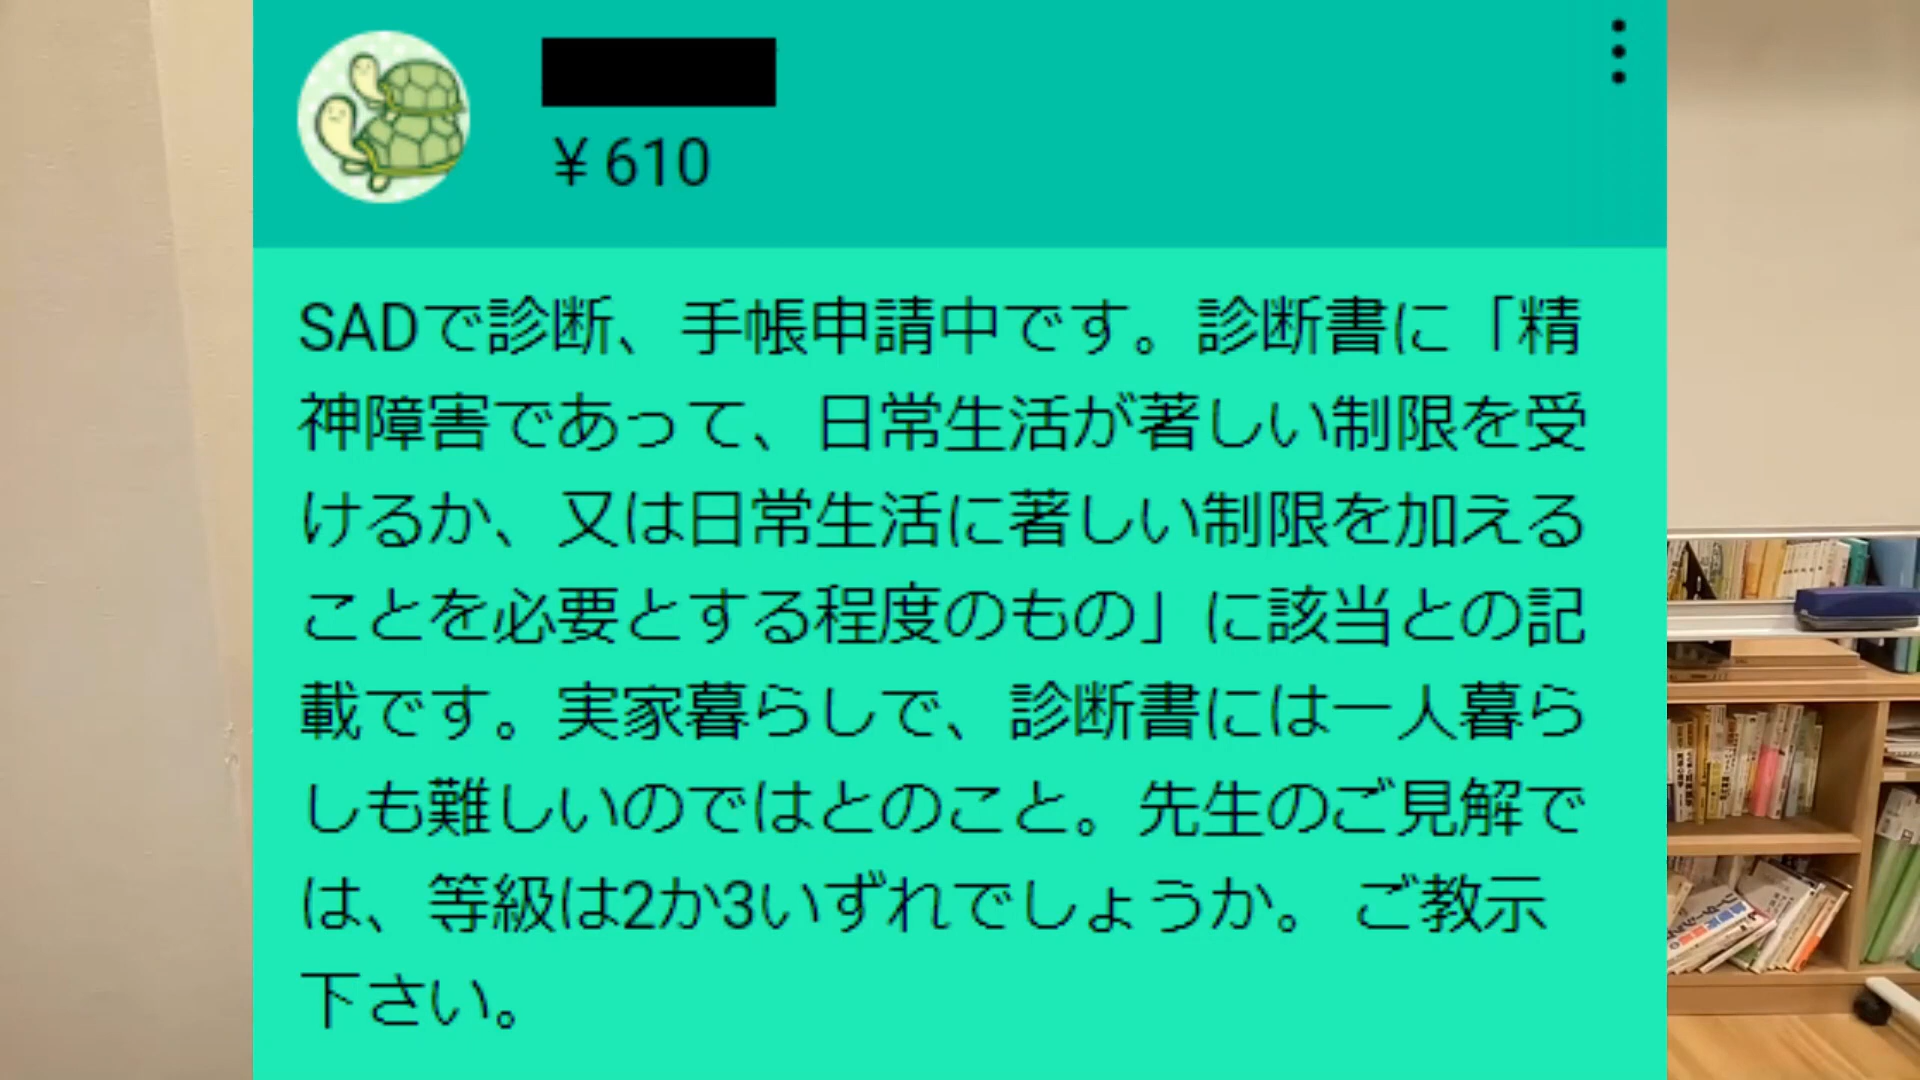 ¥610
SADで診断、手帳申請中です。診断書に「精
神障害であって、日常生活が著しい制限を受
けるか、又は日常生活に著しい制限を加える
ことを必要とする程度のもの」に該当との記
載です。実家暮らしで、診断書には一人暮ら
しも難しいのではとのこと。先生のご見解で
は、等級は2か3いずれでしょうか。 ご教示
下さい。